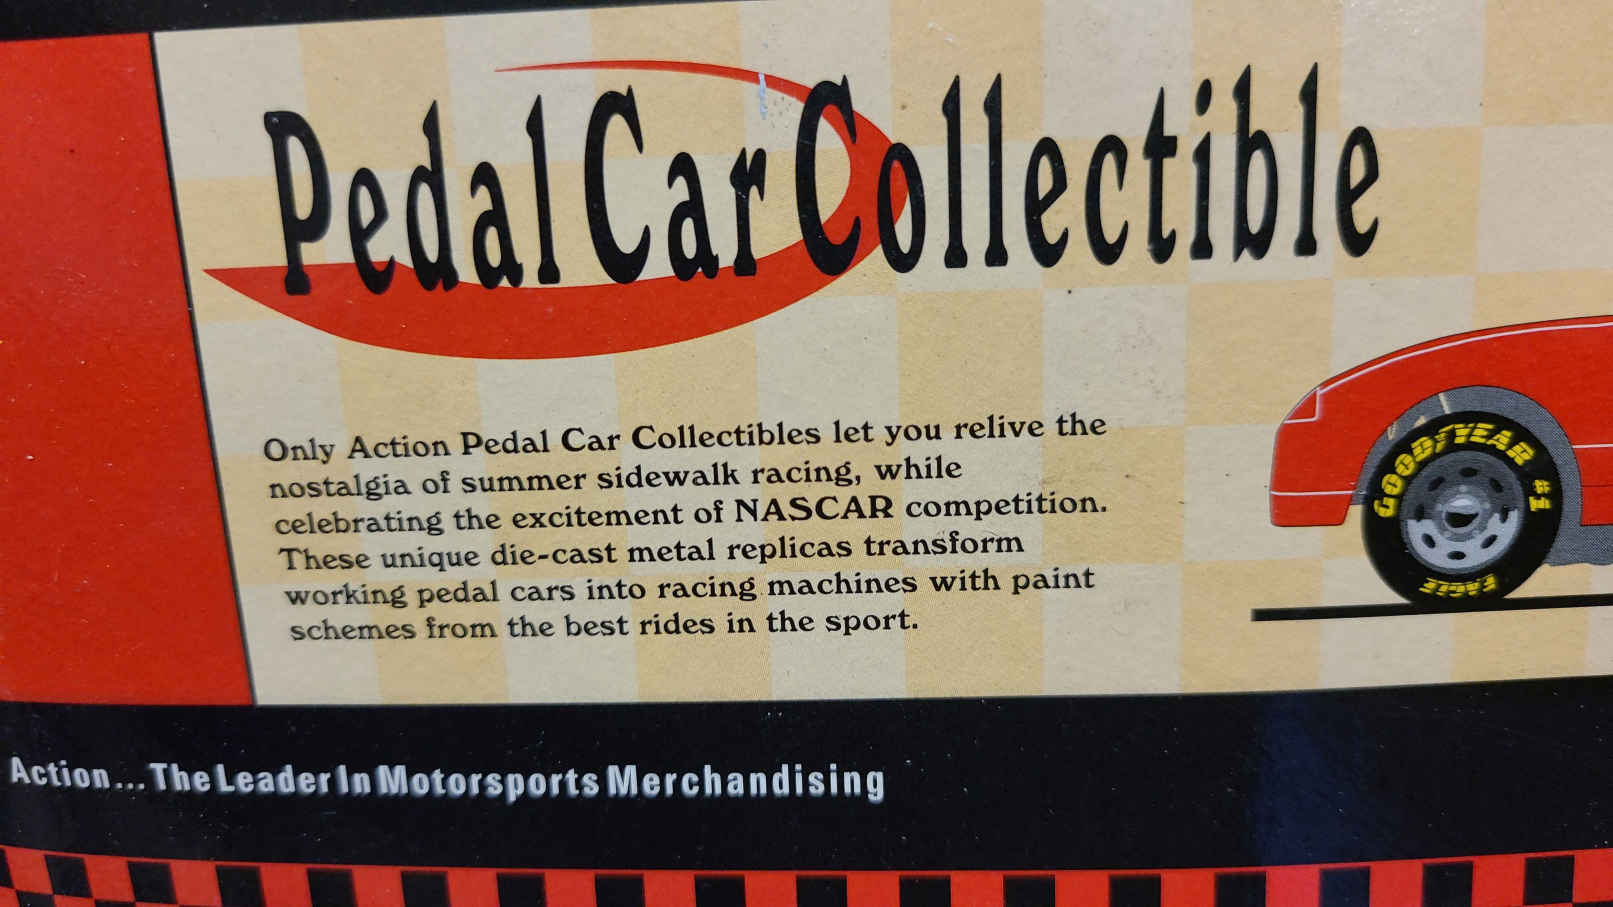 Pedal Car Collectible
Only Action Pedal Car Collectibles let you relive the
nostalgia of summer sidewalk racing, while
celebrating the excitement of NASCAR competition.
These unique die-cast metal replicas transform
working pedal cars into racing machines with paint
schemes from the best rides in the sport.
GOODYEAR #1
EAGLE
Action...The Leader In Motorsports Merchandising